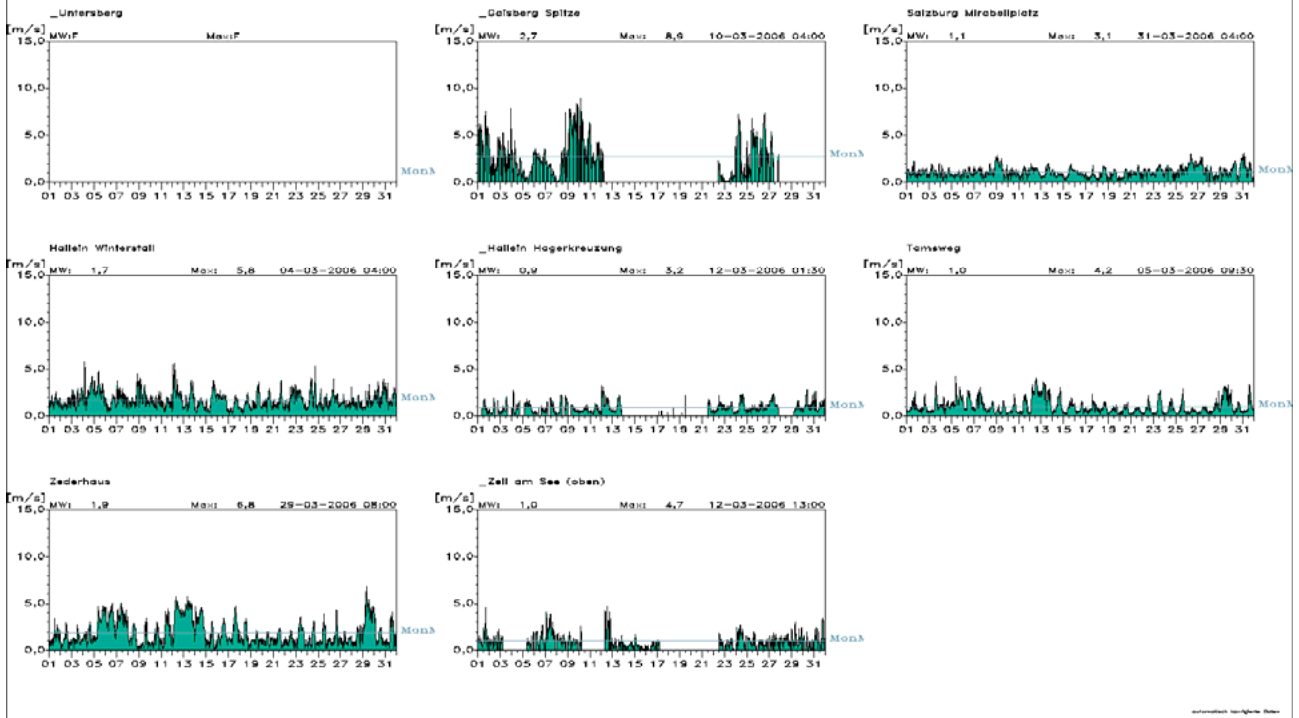 _Untersberg
[m/s] MW:F Max:F
15,0
10,0
5,0
0,0
MonM
01 03 05 07 09 11 13 15 17 19 21 23 25 27 29 31
_Gaisberg Spitze
[m/s] MW: 2,7 Max: 8,9 10-03-2006 04:00
15,0
10,0
5,0
0,0
MonM
01 03 05 07 09 11 13 15 17 19 21 23 25 27 29 31
Salzburg Mirabellplatz
[m/s] MW: 1,1 Max: 3,1 31-03-2006 04:00
15,0
10,0
5,0
0,0
MonM
01 03 05 07 09 11 13 15 17 19 21 23 25 27 29 31
Hallein Winterstall
[m/s] MW: 1,7 Max: 5,8 04-03-2006 04:00
15,0
10,0
5,0
0,0
MonM
01 03 05 07 09 11 13 15 17 19 21 23 25 27 29 31
_Hallein Hagerkreuzung
[m/s] MW: 0,9 Max: 3,2 12-03-2006 01:30
15,0
10,0
5,0
0,0
MonM
01 03 05 07 09 11 13 15 17 19 21 23 25 27 29 31
Tamsweg
[m/s] MW: 1,0 Max: 4,2 05-03-2006 09:30
15,0
10,0
5,0
0,0
MonM
01 03 05 07 09 11 13 15 17 19 21 23 25 27 29 31
Zederhaus
[m/s] MW: 1,9 Max: 6,8 29-03-2006 08:00
15,0
10,0
5,0
0,0
MonM
01 03 05 07 09 11 13 15 17 19 21 23 25 27 29 31
_Zell am See (oben)
[m/s] MW: 1,0 Max: 4,7 12-03-2006 13:00
15,0
10,0
5,0
0,0
MonM
01 03 05 07 09 11 13 15 17 19 21 23 25 27 29 31
automatisch Daten